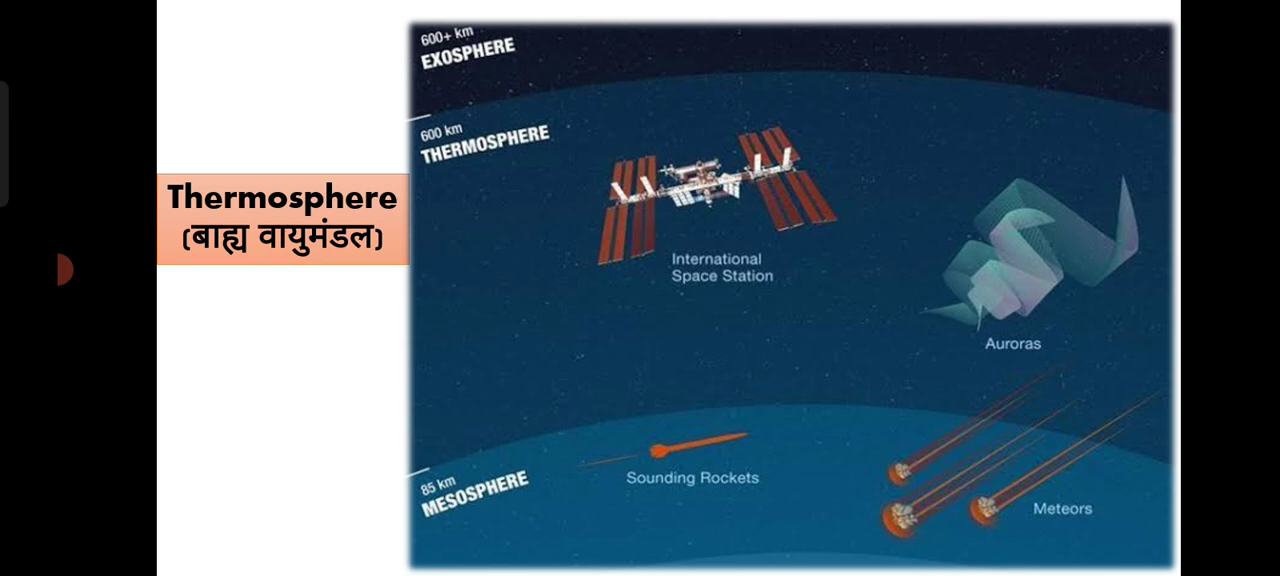 600+ km
EXOSPHERE
600 km
THERMOSPHERE
Thermosphere
(बाह्य वायुमंडल)
International
Space Station
Auroras
Sounding Rockets
85 km
MESOSPHERE
Meteors